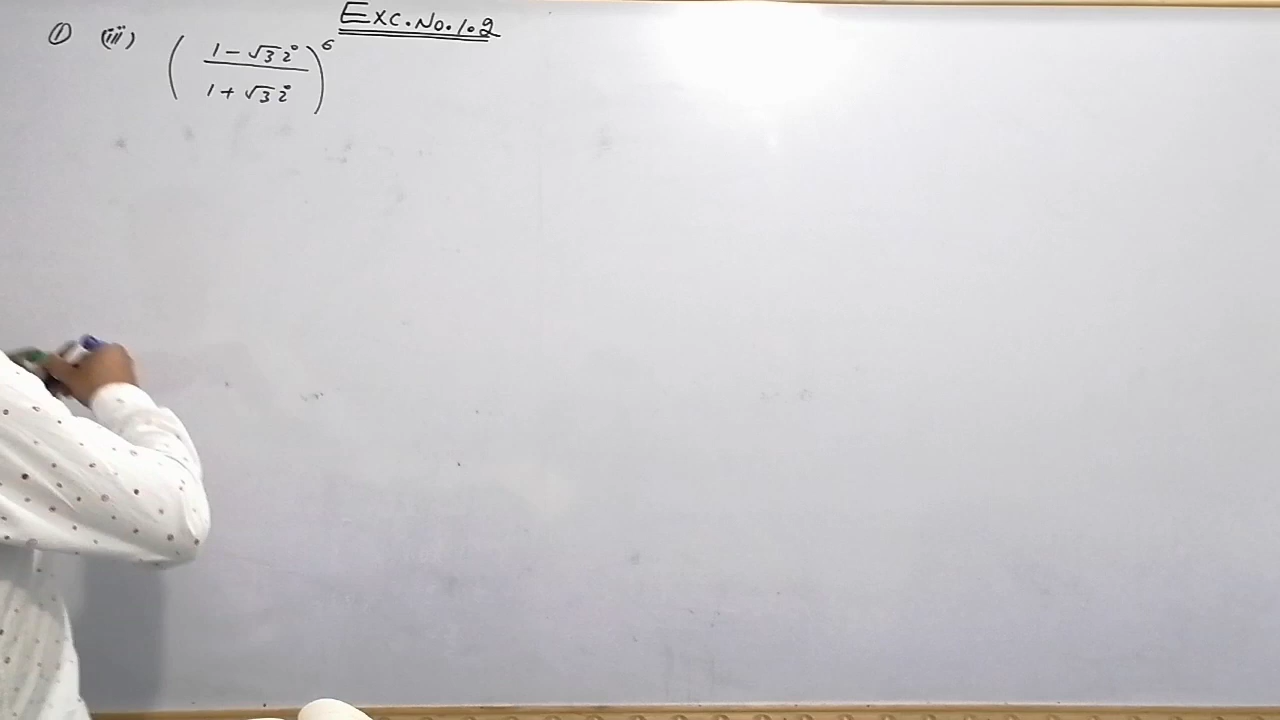 Exc.No.1.2
① (iii) ( (1 - √3 i) / (1 + √3 i) )^6